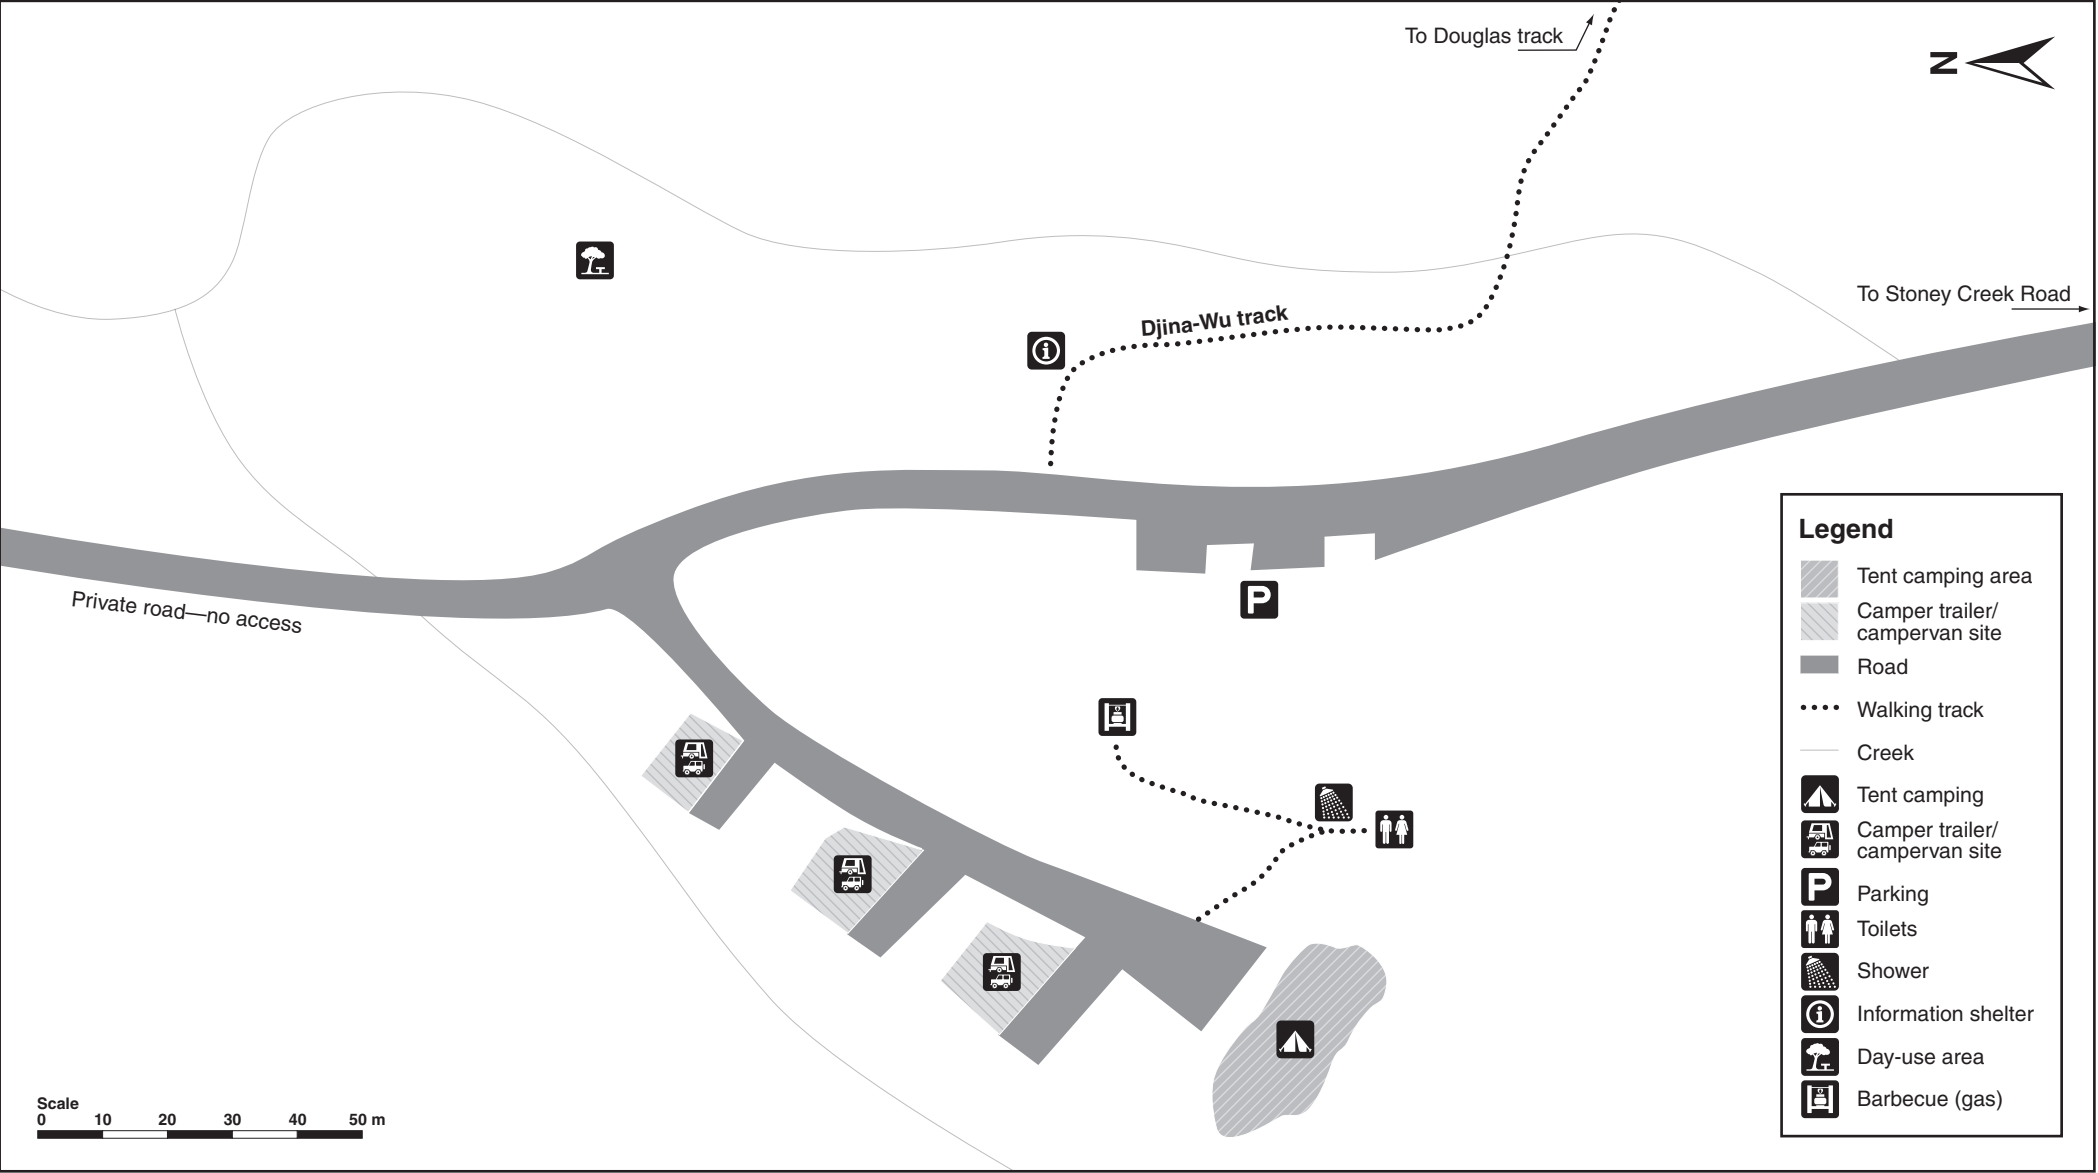 To Douglas track
N
To Stoney Creek Road
Djina-Wu track
Private road—no access
P
Legend
Tent camping area
Camper trailer/
campervan site
Road
Walking track
Creek
Tent camping
Camper trailer/
campervan site
P
Parking
Toilets
Shower
i
Information shelter
Day-use area
Barbecue (gas)
i
Scale
0 10 20 30 40 50 m